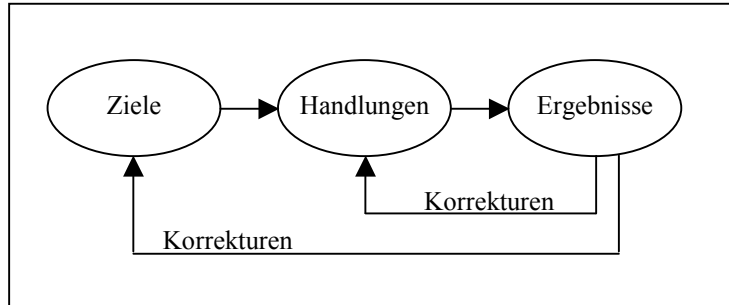 Ziele
Handlungen
Ergebnisse
Korrekturen
Korrekturen